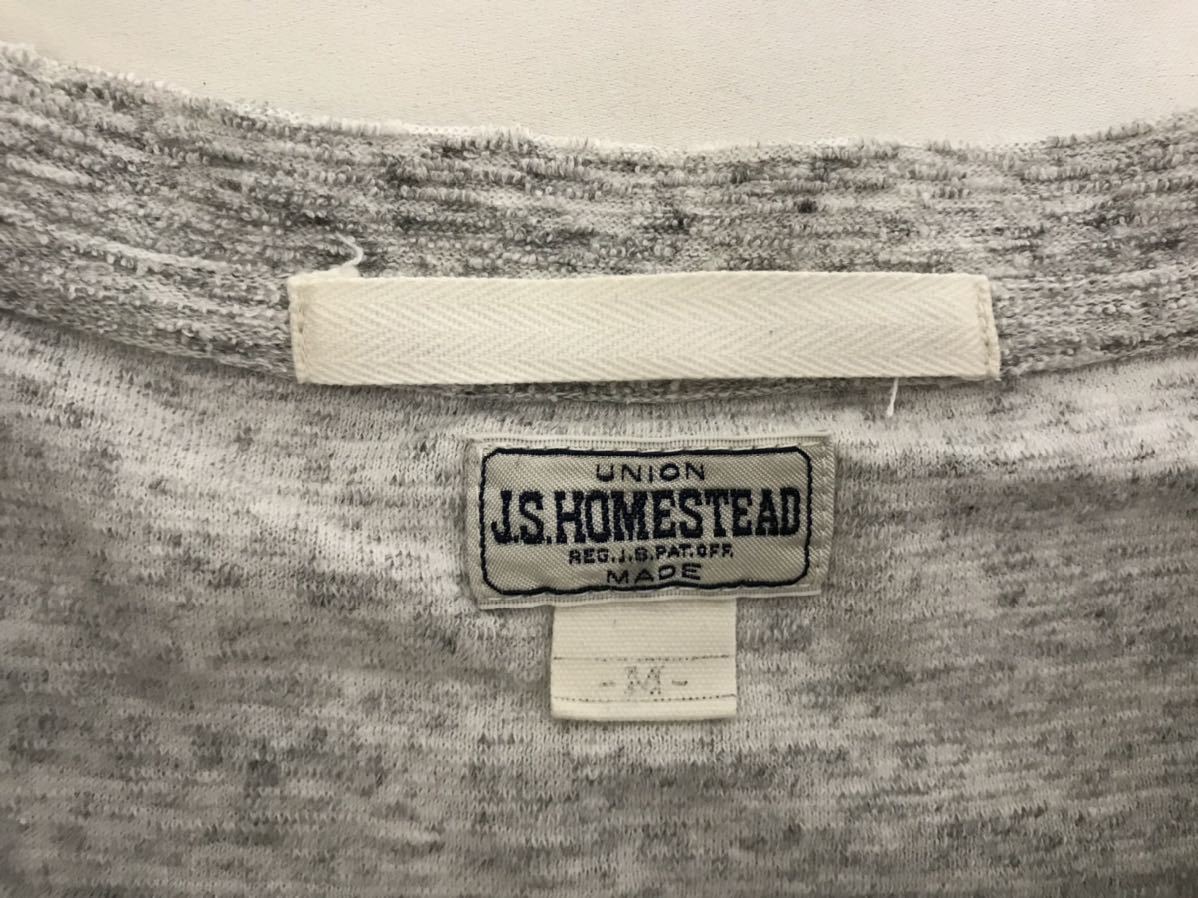 UNION
J.S.HOMESTEAD
REG.J.S.PAT.OFF.
MADE
-M-